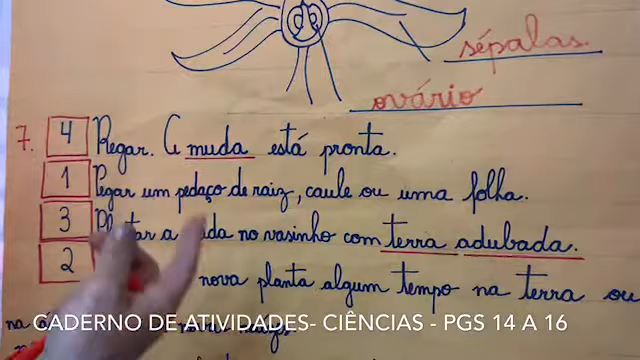 sépalas.
ovário
7. 4 Regar. A muda está pronta.
1 Pegar um pedaço de raiz, caule ou uma folha.
3 a no vasinho com terra adubada.
2 nova planta algum tempo na terra ou
CADERNO DE ATIVIDADES- CIÊNCIAS - PGS 14 A 16